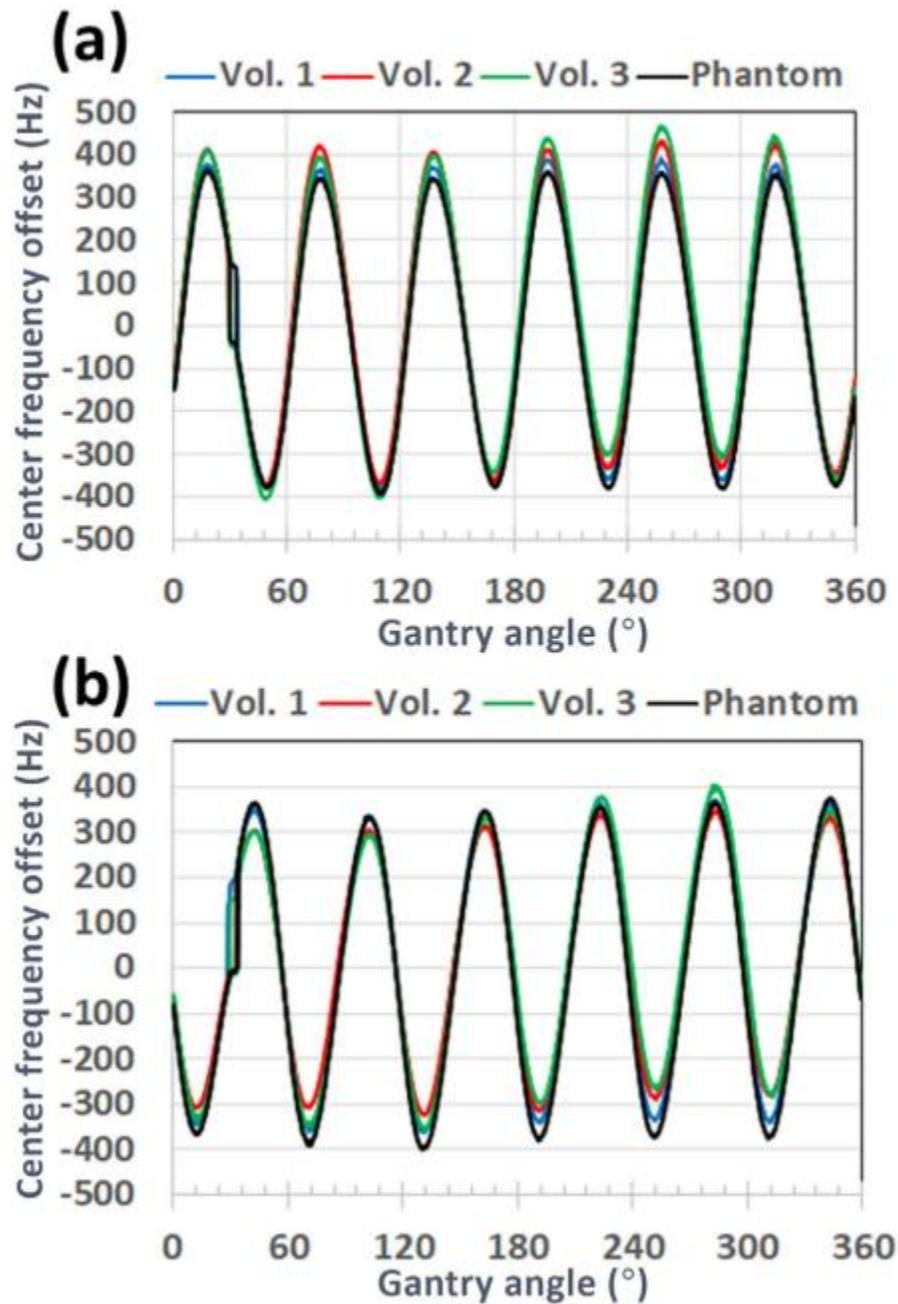 (a)
Vol. 1 Vol. 2 Vol. 3 Phantom
Center frequency offset (Hz)
500
400
300
200
100
0
-100
-200
-300
-400
-500
0 60 120 180 240 300 360
Gantry angle (°)
(b)
Vol. 1 Vol. 2 Vol. 3 Phantom
Center frequency offset (Hz)
500
400
300
200
100
0
-100
-200
-300
-400
-500
0 60 120 180 240 300 360
Gantry angle (°)